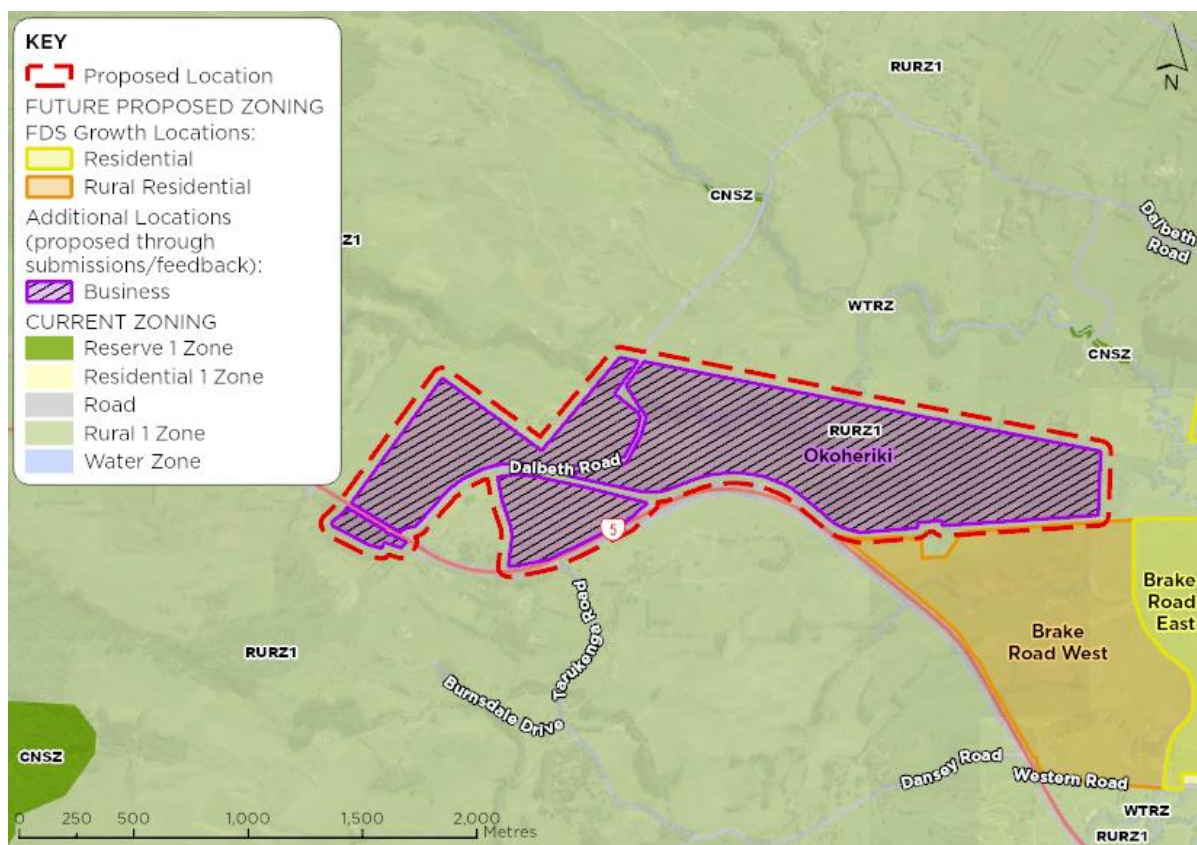 KEY
Proposed Location
FUTURE PROPOSED ZONING
FDS Growth Locations:
Residential
Rural Residential
Additional Locations
(proposed through
submissions/feedback):
Business
CURRENT ZONING
Reserve 1 Zone
Residential 1 Zone
Road
Rural 1 Zone
Water Zone
RURZ1
N
CNSZ
Dalbeth
Road
Z1
WTRZ
CNSZ
RURZ1
Okoheriki
Dalbeth Road
5
Brake
Road
East
Brake
Road West
Tarukenga Road
RURZ1
Burnsdale Drive
CNSZ
Dansey Road
Western Road
WTRZ
RURZ1
0 250 500 1,000 1,500 2,000
Metres